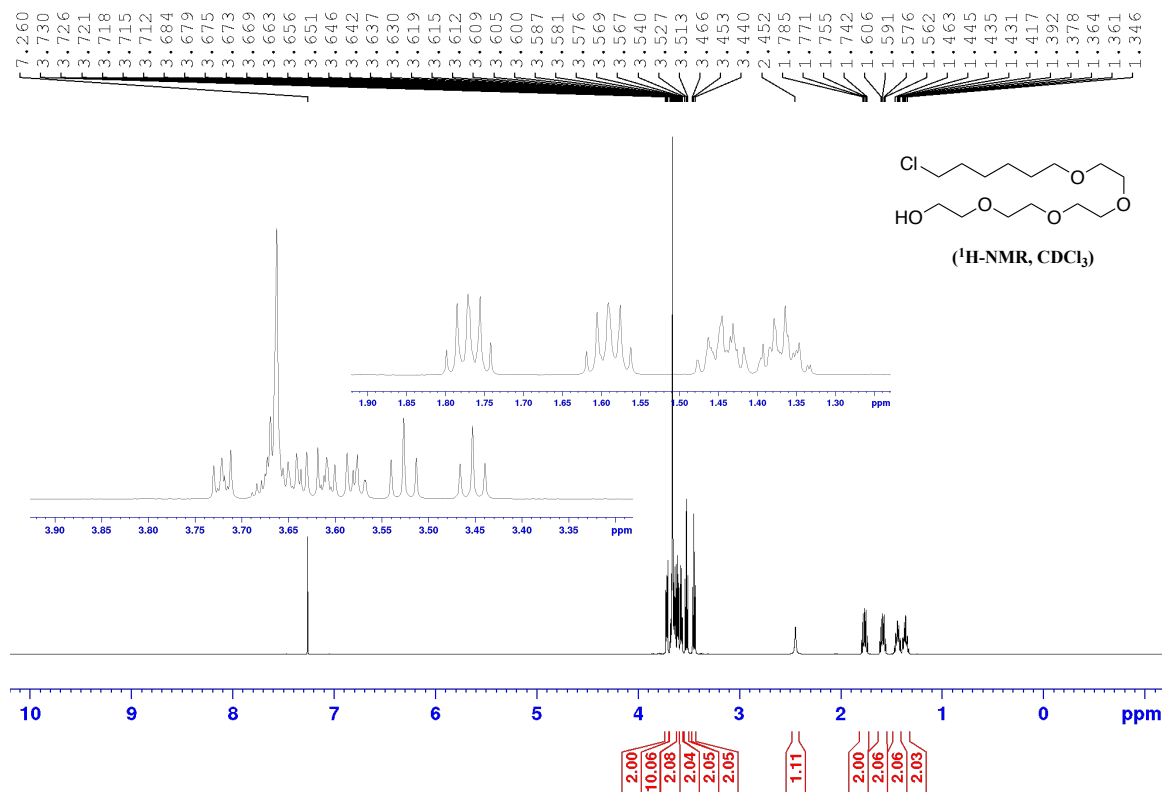 7.260 3.730 3.726 3.721 3.718 3.715 3.712 3.684 3.679 3.675 3.673 3.669 3.663 3.656 3.651 3.646 3.642 3.637 3.630 3.619 3.615 3.612 3.609 3.605 3.600 3.587 3.581 3.576 3.569 3.567 3.540 3.527 3.513 3.466 3.453 3.440 2.452 1.785 1.771 1.755 1.742 1.606 1.591 1.576 1.562 1.463 1.445 1.435 1.431 1.417 1.392 1.378 1.364 1.361 1.346
Cl
O
O
HO
O
O
(¹H-NMR, CDCl₃)
1.90 1.85 1.80 1.75 1.70 1.65 1.60 1.55 1.50 1.45 1.40 1.35 1.30 ppm
3.90 3.85 3.80 3.75 3.70 3.65 3.60 3.55 3.50 3.45 3.40 3.35 ppm
10 9 8 7 6 5 4 3 2 1 0 ppm
2.00 10.06 2.08 2.04 2.05 2.05 1.11 2.00 2.06 2.06 2.03